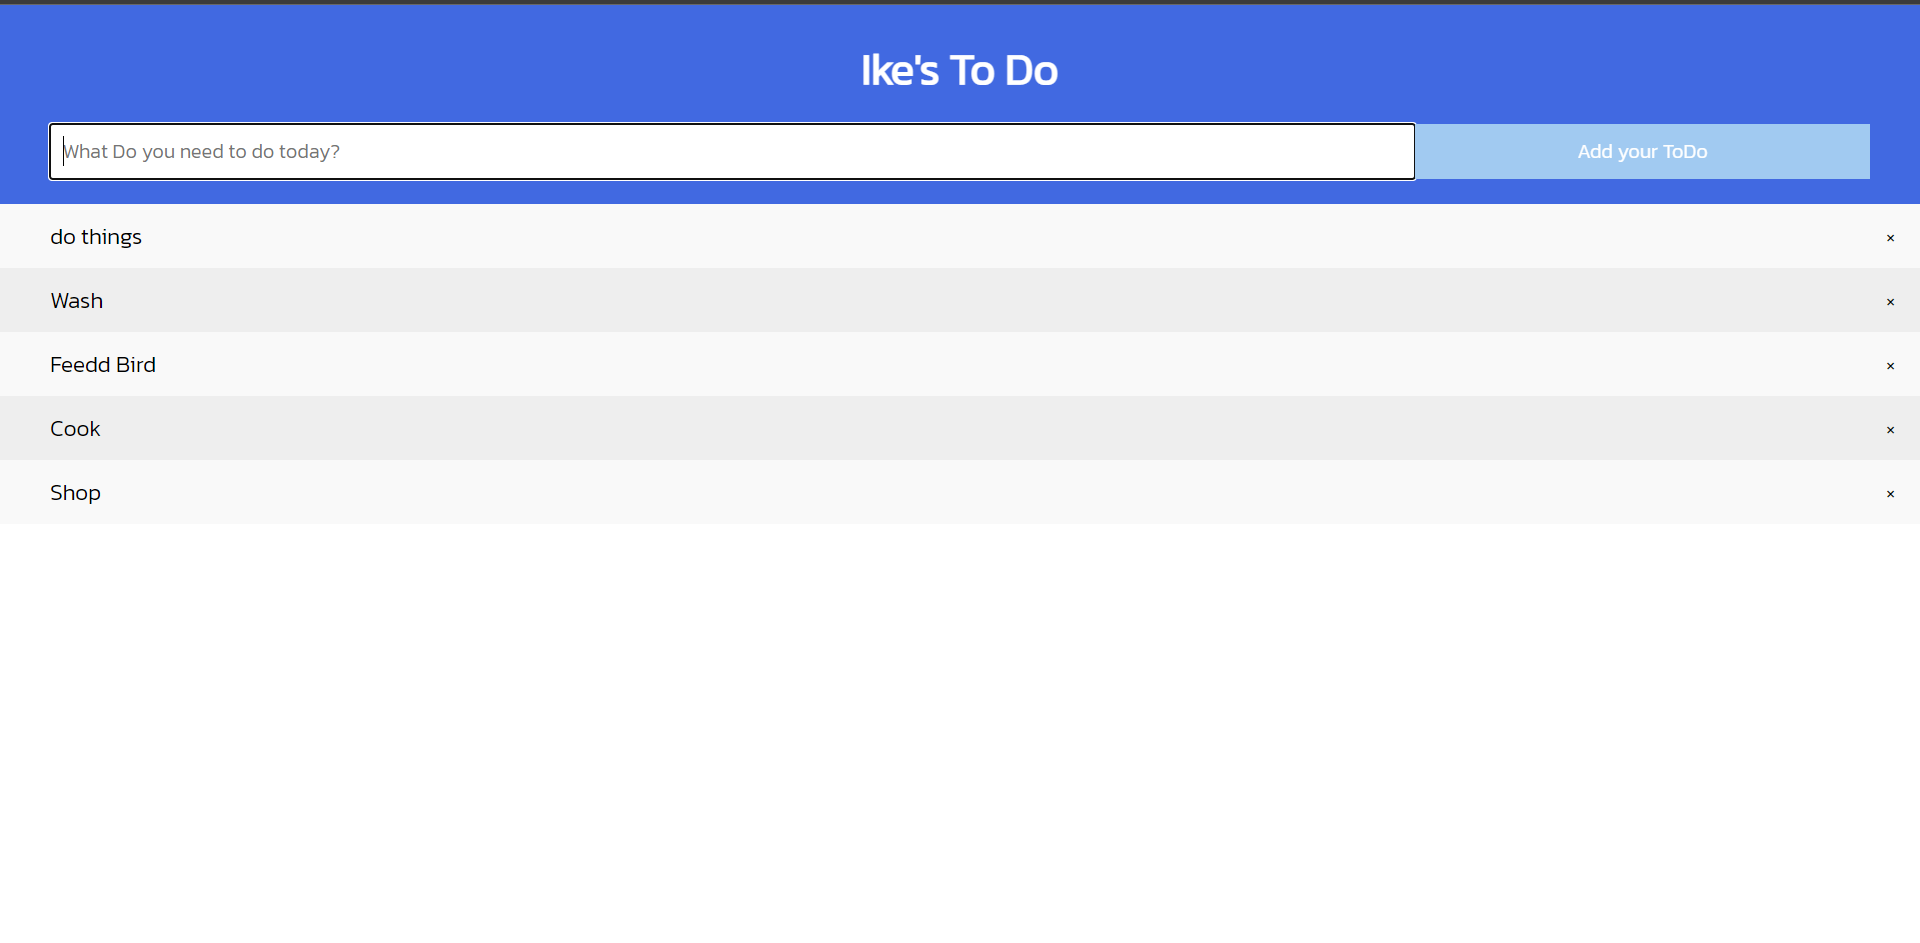 Ike's To Do
What Do you need to do today?
Add your ToDo
do things ×
Wash ×
Feedd Bird ×
Cook ×
Shop ×